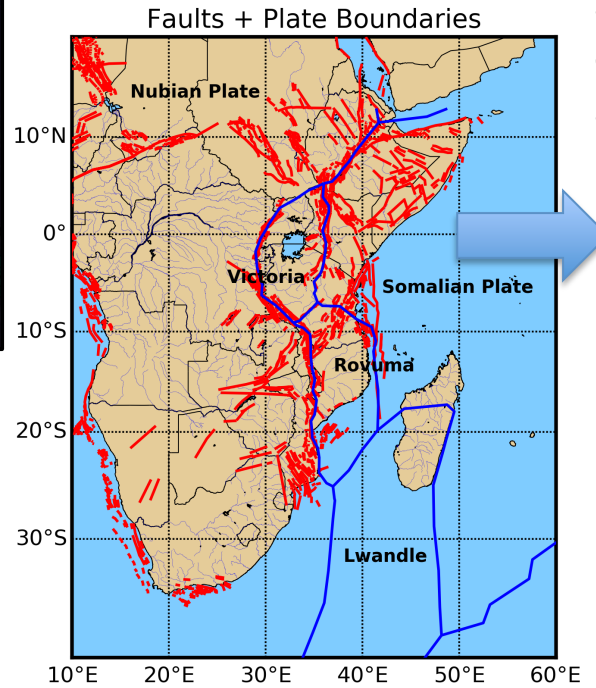 Faults + Plate Boundaries
Nubian Plate
10°N
0°
Victoria
Somalian Plate
10°S
Rovuma
20°S
30°S
Lwandle
10°E 20°E 30°E 40°E 50°E 60°E